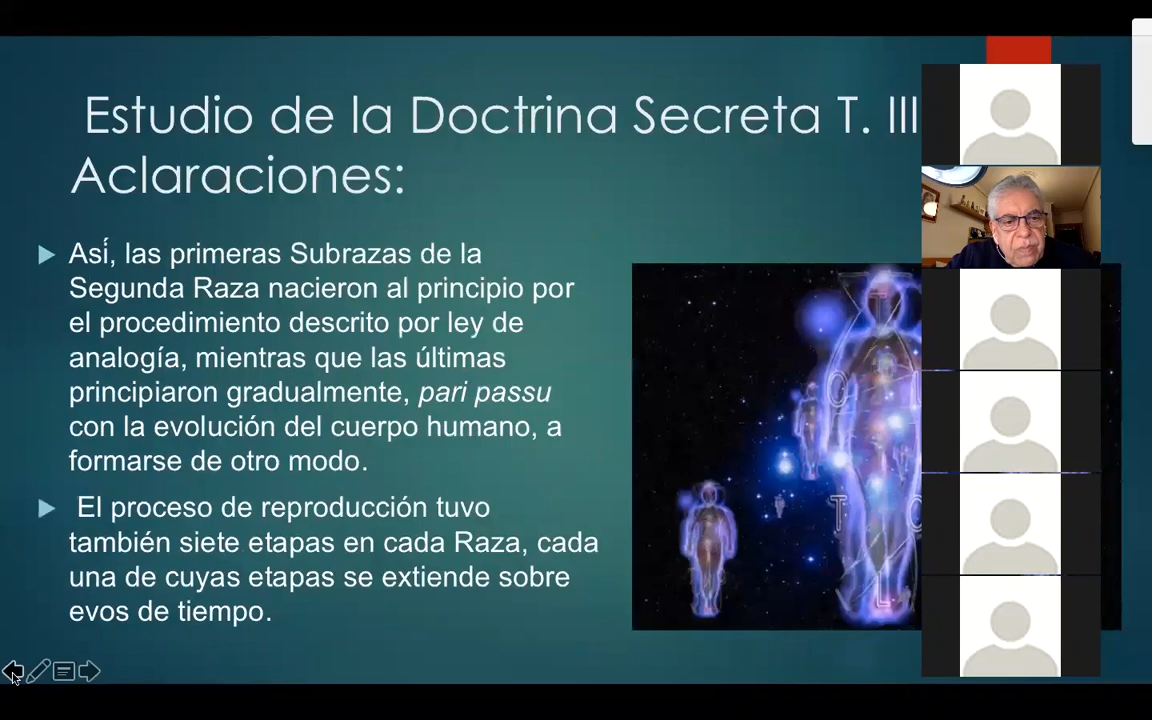 Estudio de la Doctrina Secreta T. III
Aclaraciones:
Así, las primeras Subrazas de la
Segunda Raza nacieron al principio por
el procedimiento descrito por ley de
analogía, mientras que las últimas
principiaron gradualmente, pari passu
con la evolución del cuerpo humano, a
formarse de otro modo.
El proceso de reproducción tuvo
también siete etapas en cada Raza, cada
una de cuyas etapas se extiende sobre
evos de tiempo.